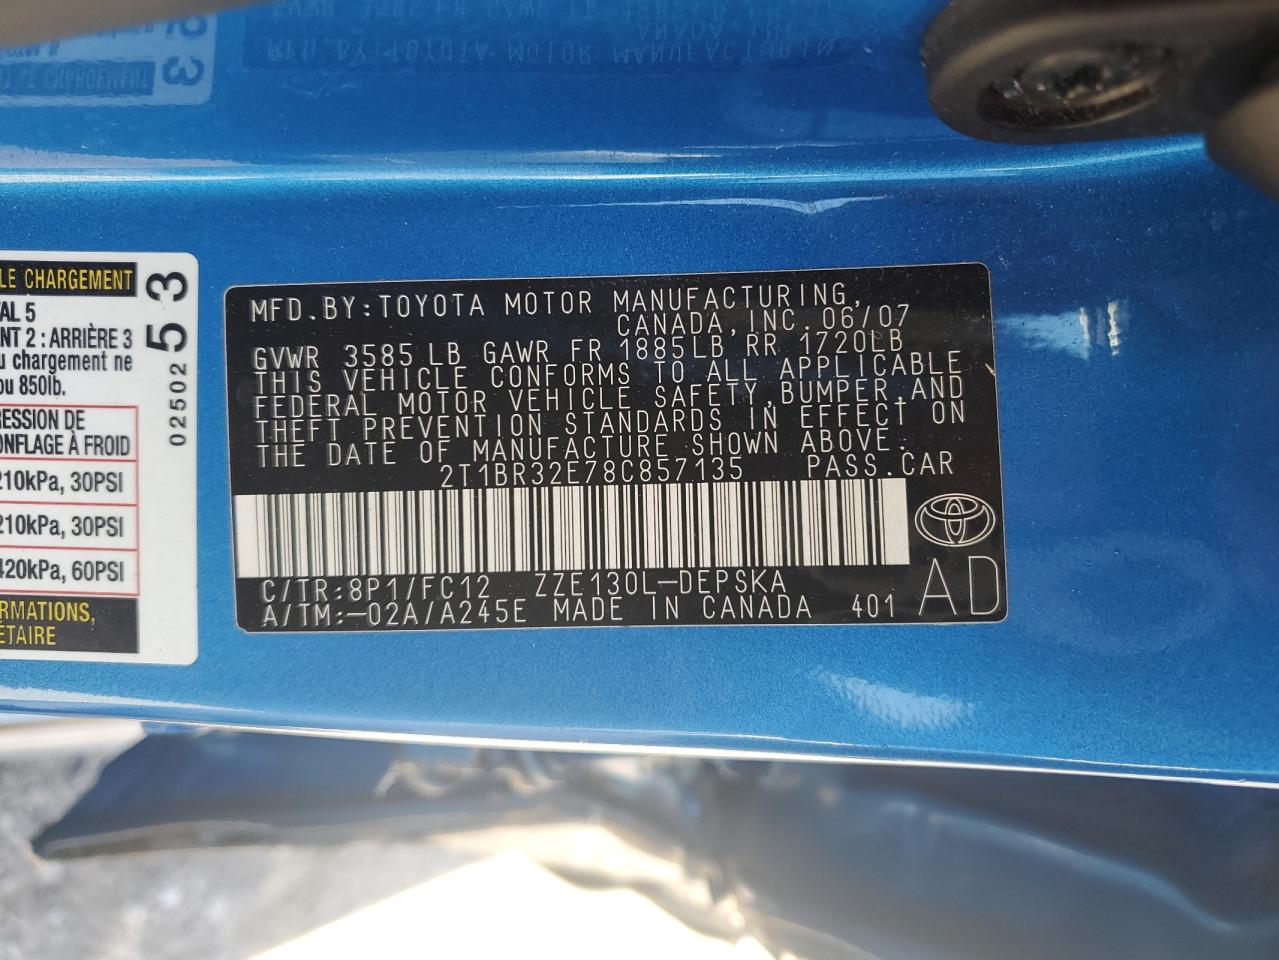 LE CHARGEMENT
TAL 5
ENT 2 : ARRIÈRE 3
u chargement ne
ou 850lb.
RESSION DE
ONFLAGE À FROID
210kPa, 30PSI
210kPa, 30PSI
420kPa, 60PSI
RMATIONS,
ÉTAIRE
02502 53
MFD.BY:TOYOTA MOTOR MANUFACTURING,
CANADA,INC. 06/07
GVWR 3585LB GAWR FR 1885LB RR 1720LB
THIS VEHICLE CONFORMS TO ALL APPLICABLE
FEDERAL MOTOR VEHICLE SAFETY,BUMPER,AND
THEFT PREVENTION STANDARDS IN EFFECT ON
THE DATE OF MANUFACTURE SHOWN ABOVE.
2T1BR32E78C857135 PASS.CAR
C/TR:8P1/FC12 ZZE130L-DEPSKA
A/TM:-02A/A245E MADE IN CANADA 401 AD